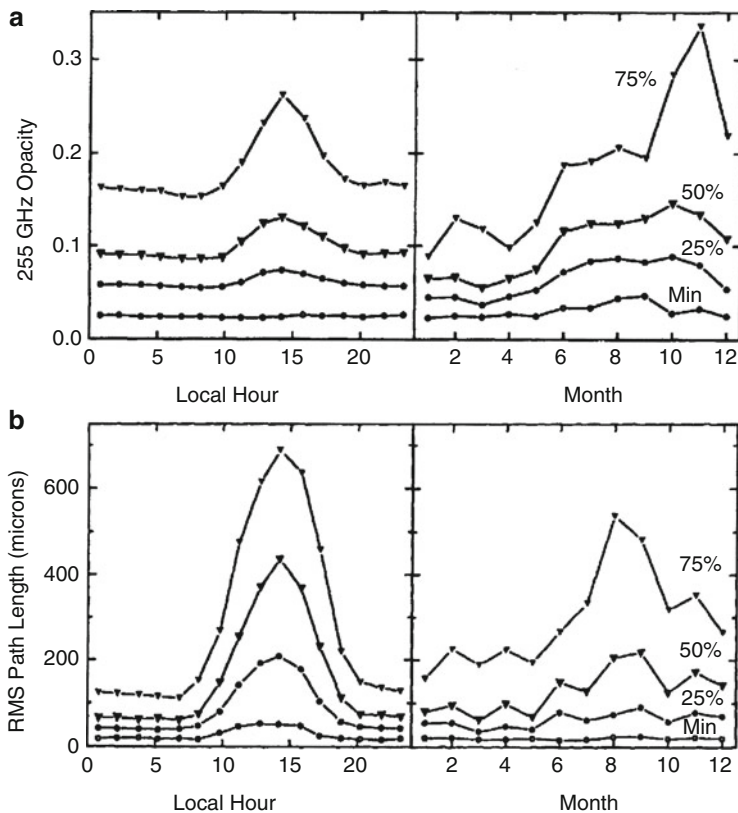 a
255 GHz Opacity
0.3
0.2
0.1
0.0
0 5 10 15 20
2 4 6 8 10 12
Local Hour
Month
75%
50%
25%
Min
b
RMS Path Length (microns)
600
400
200
0
0 5 10 15 20
2 4 6 8 10 12
Local Hour
Month
75%
50%
25%
Min